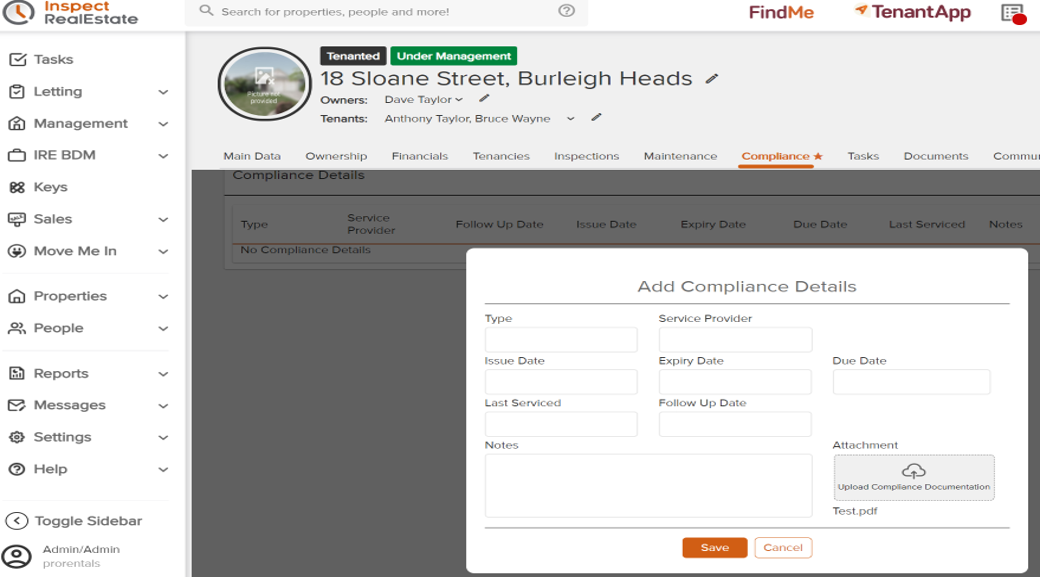 Inspect
RealEstate
Search for properties, people and more!
FindMe
TenantApp
Tasks
Letting
Management
IRE BDM
Keys
Sales
Move Me In
Properties
People
Reports
Messages
Settings
Help
Toggle Sidebar
Admin/Admin
prorentals
Picture not
provided
Tenanted Under Management
18 Sloane Street, Burleigh Heads
Owners: Dave Taylor
Tenants: Anthony Taylor, Bruce Wayne
Main Data Ownership Financials Tenancies Inspections Maintenance Compliance Tasks Documents Commu
Compliance Details
Type Service Provider Follow Up Date Issue Date Expiry Date Due Date Last Serviced Notes
No Compliance Details
Add Compliance Details
Type Service Provider
Issue Date Expiry Date Due Date
Last Serviced Follow Up Date
Notes Attachment
Upload Compliance Documentation
Test.pdf
Save Cancel